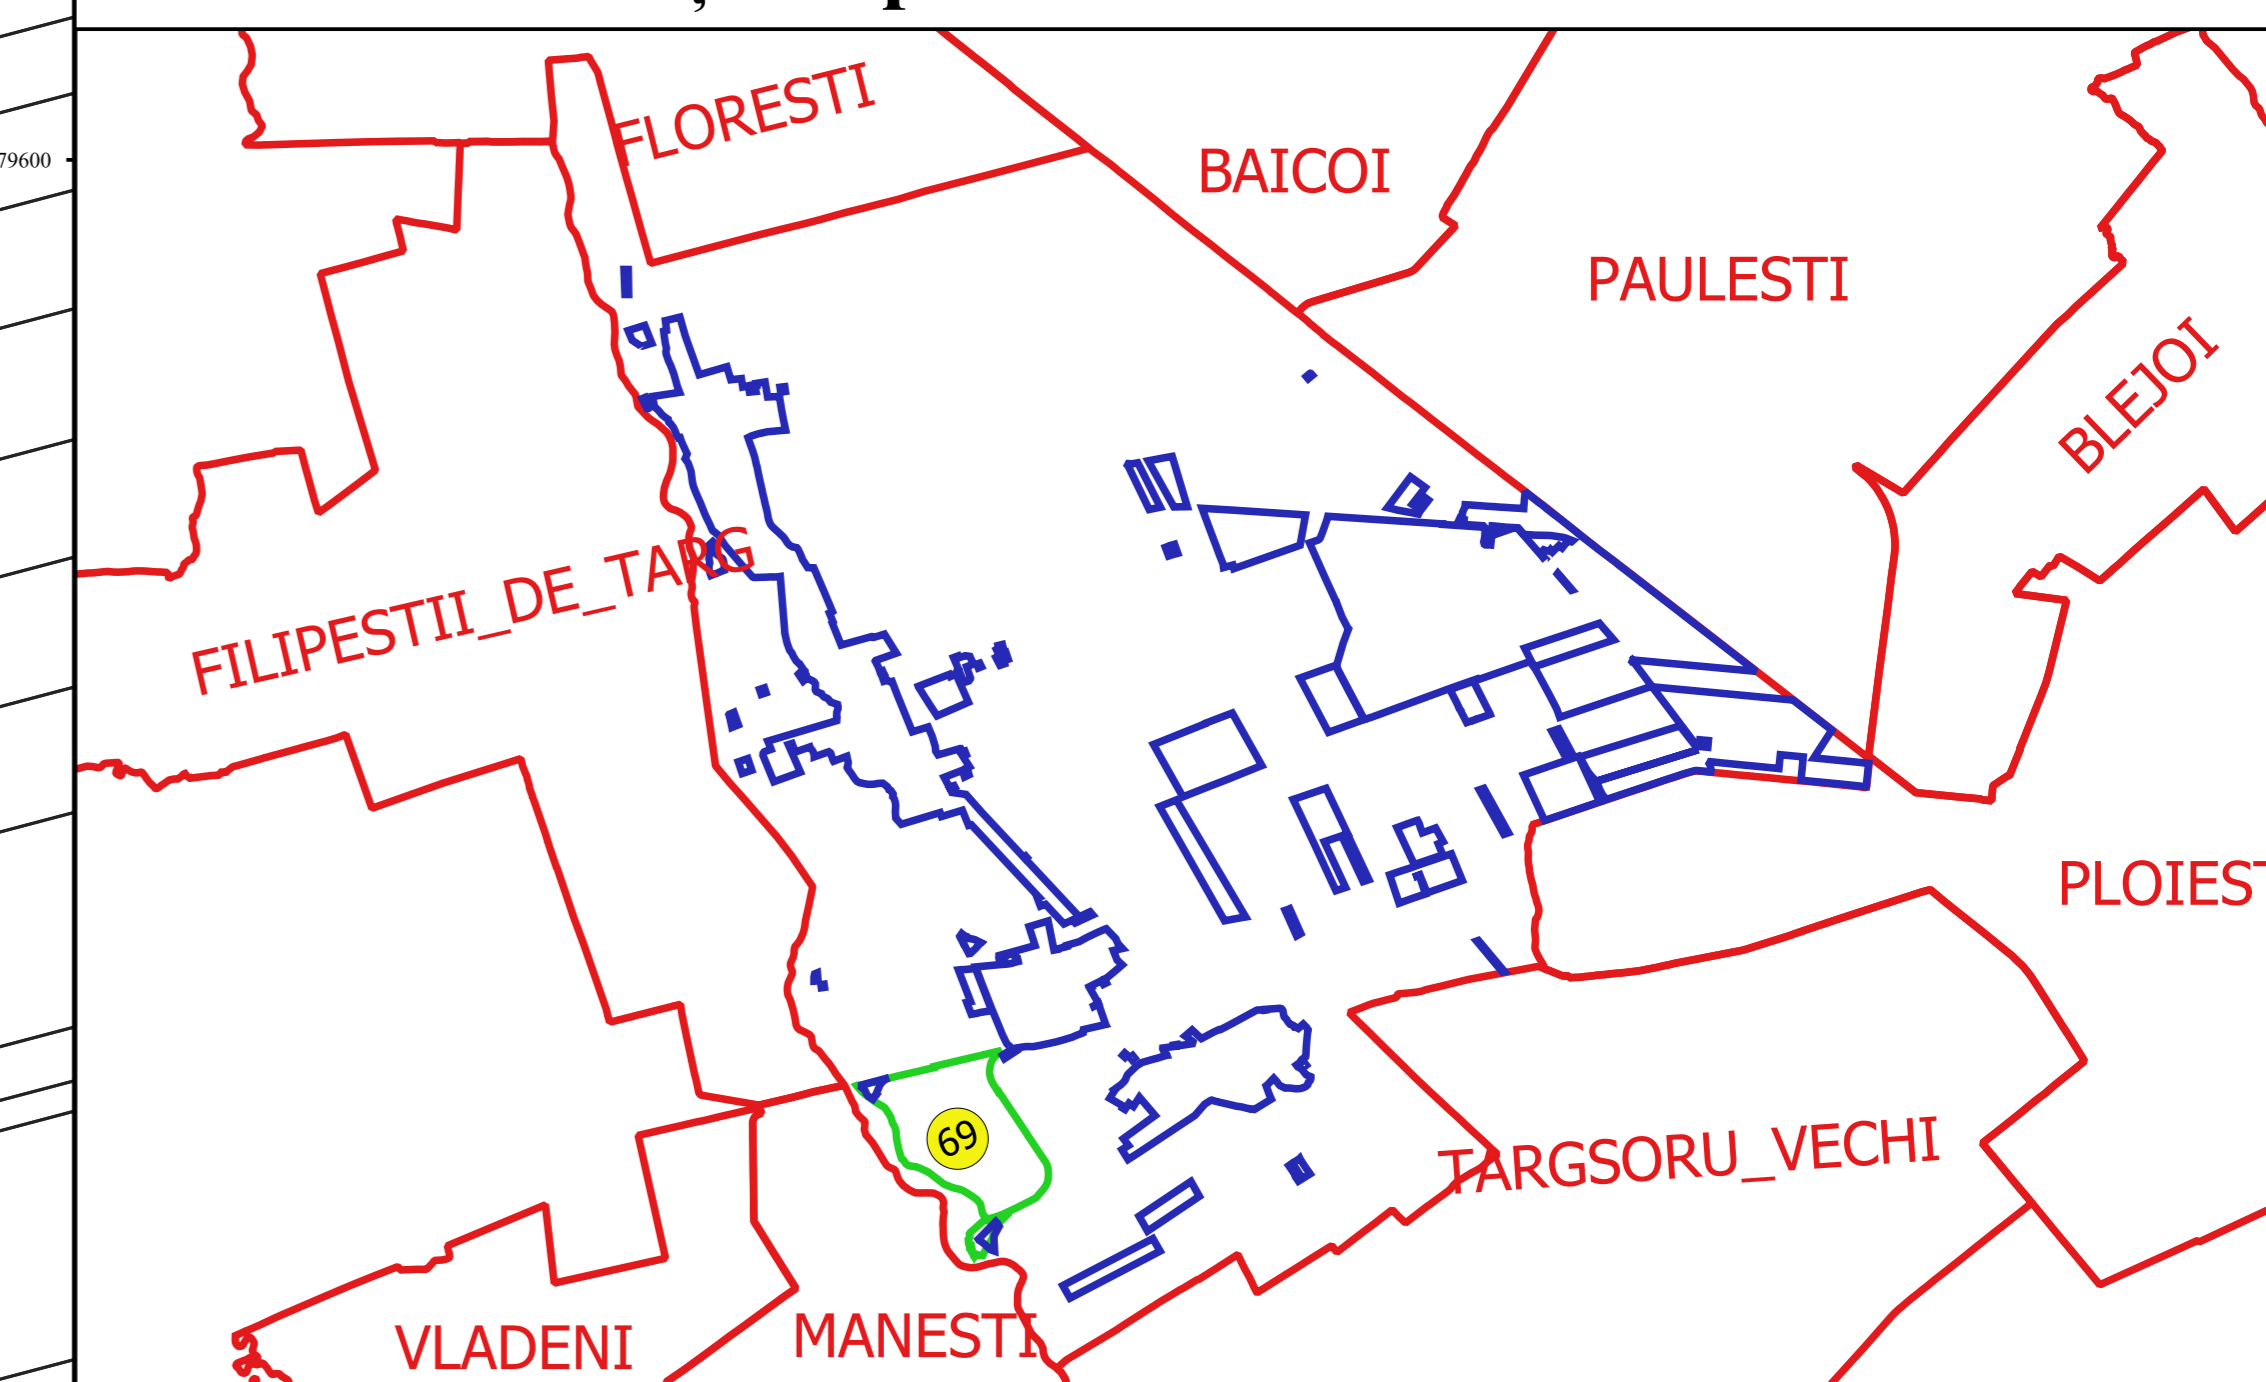 FLORESTI
79600
BAICOI
PAULESTI
BLEJOI
FILIPESTII_DE_TARG
PLOIEST
69
TARGSORU_VECHI
VLADENI
MANESTI